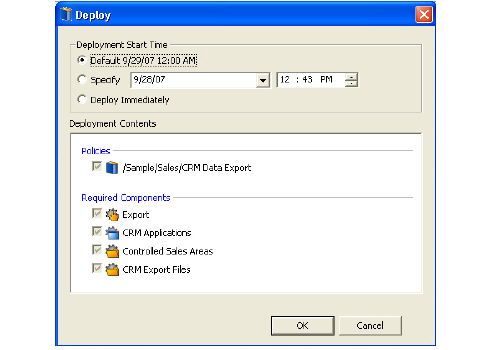 Deploy
Deployment Start Time
Default 9/29/07 12:00 AM
Specify 9/28/07 12 : 43 PM
Deploy Immediately
Deployment Contents
Policies
/Sample/Sales/CRM Data Export
Required Components
Export
CRM Applications
Controlled Sales Areas
CRM Export Files
OK Cancel